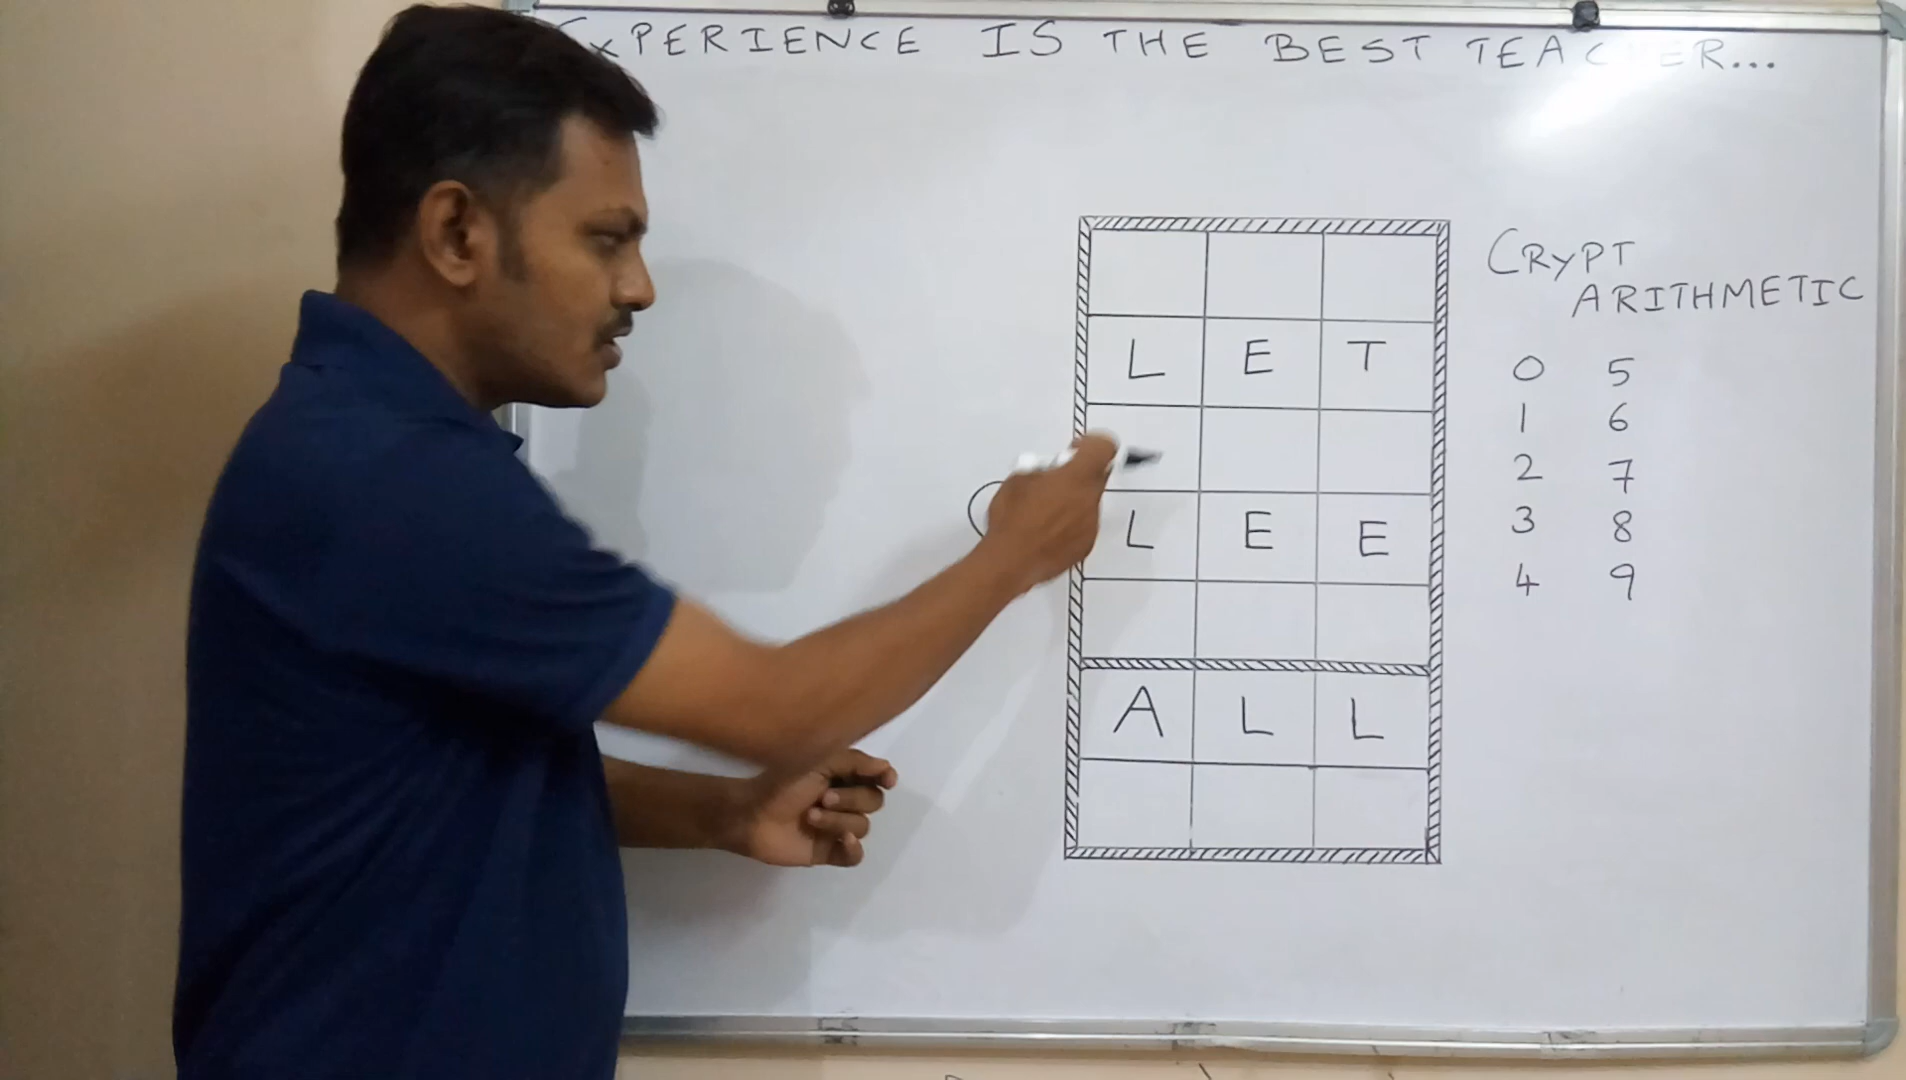 EXPERIENCE IS THE BEST TEACHER...
CRYPT
ARITHMETIC
L E T
L E E
A L L
0 5
1 6
2 7
3 8
4 9